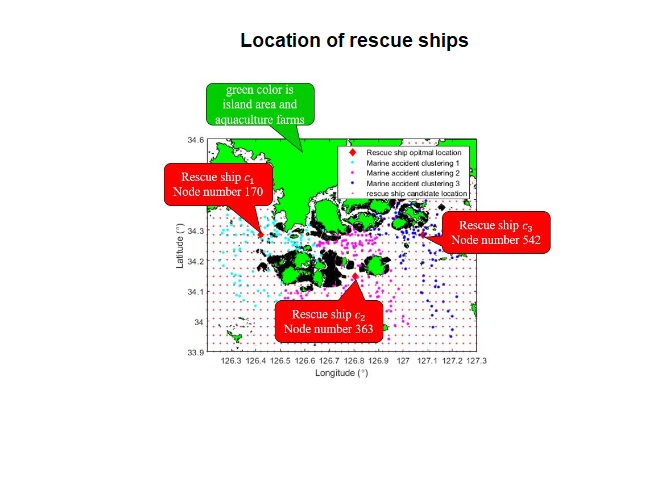 Location of rescue ships
green color is
island area and
aquaculture farms
34.6
Rescue ship opitmal location
Marine accident clustering 1
Marine accident clustering 2
Marine accident clustering 3
rescue ship candidate location
Rescue ship c₁
Node number 170
Rescue ship c₃
Node number 542
34.3
34.2
34.1
34
33.9
Latitude (°)
Rescue ship c₂
Node number 363
126.3 126.4 126.5 126.6 126.7 126.8 126.9 127 127.1 127.2 127.3
Longitude (°)